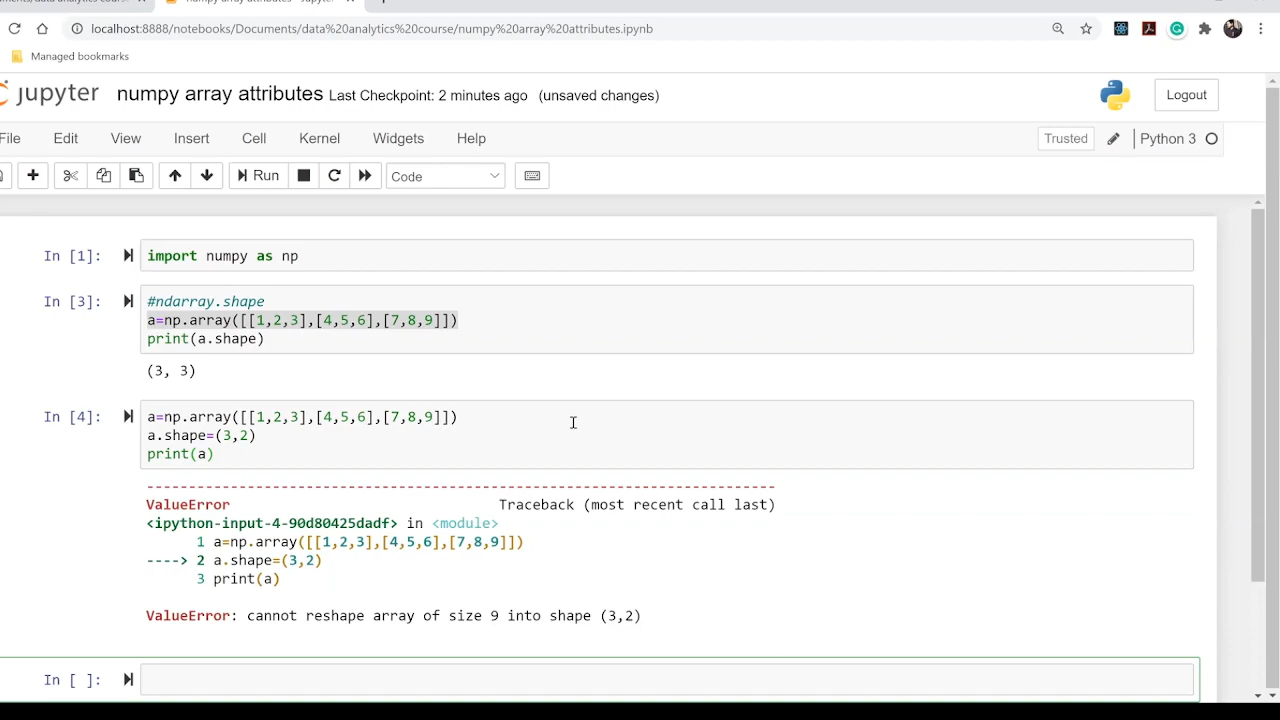 localhost:8888/notebooks/Documents/data%20analytics%20course/numpy%20array%20attributes.ipynb
Managed bookmarks
jupyter numpy array attributes Last Checkpoint: 2 minutes ago (unsaved changes)
Logout
File Edit View Insert Cell Kernel Widgets Help
Trusted Python 3
Run Code
In [1]: import numpy as np
In [3]: #ndarray.shape
a=np.array([[1,2,3],[4,5,6],[7,8,9]])
print(a.shape)
(3, 3)
In [4]: a=np.array([[1,2,3],[4,5,6],[7,8,9]])
a.shape=(3,2)
print(a)
---------------------------------------------------------------------------
ValueError Traceback (most recent call last)
<ipython-input-4-90d80425dadf> in <module>
1 a=np.array([[1,2,3],[4,5,6],[7,8,9]])
----> 2 a.shape=(3,2)
3 print(a)
ValueError: cannot reshape array of size 9 into shape (3,2)
In [ ]: